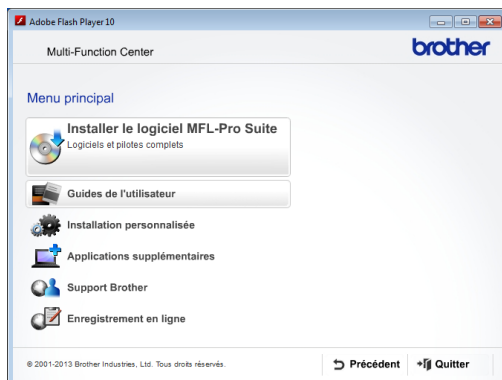 Adobe Flash Player 10
Multi-Function Center
brother
Menu principal
Installer le logiciel MFL-Pro Suite
Logiciels et pilotes complets
Guides de l'utilisateur
Installation personnalisée
Applications supplémentaires
Support Brother
Enregistrement en ligne
© 2001-2013 Brother Industries, Ltd. Tous droits réservés.
Précédent
Quitter